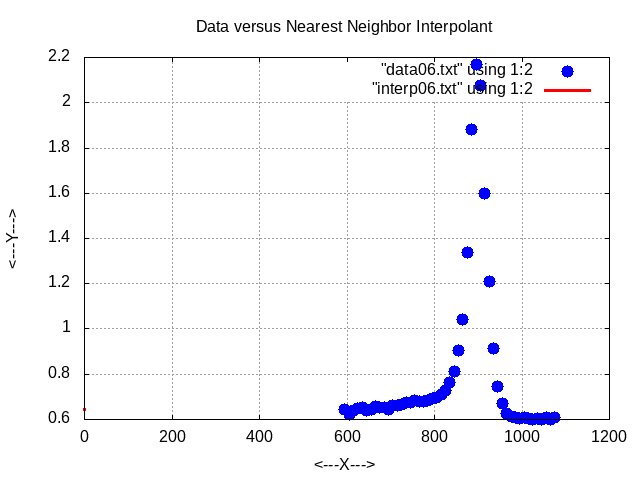 Data versus Nearest Neighbor Interpolant
2.2
2
1.8
1.6
1.4
1.2
1
0.8
0.6
"data06.txt" using 1:2
"interp06.txt" using 1:2
<---Y--->
0 200 400 600 800 1000 1200
<---X--->